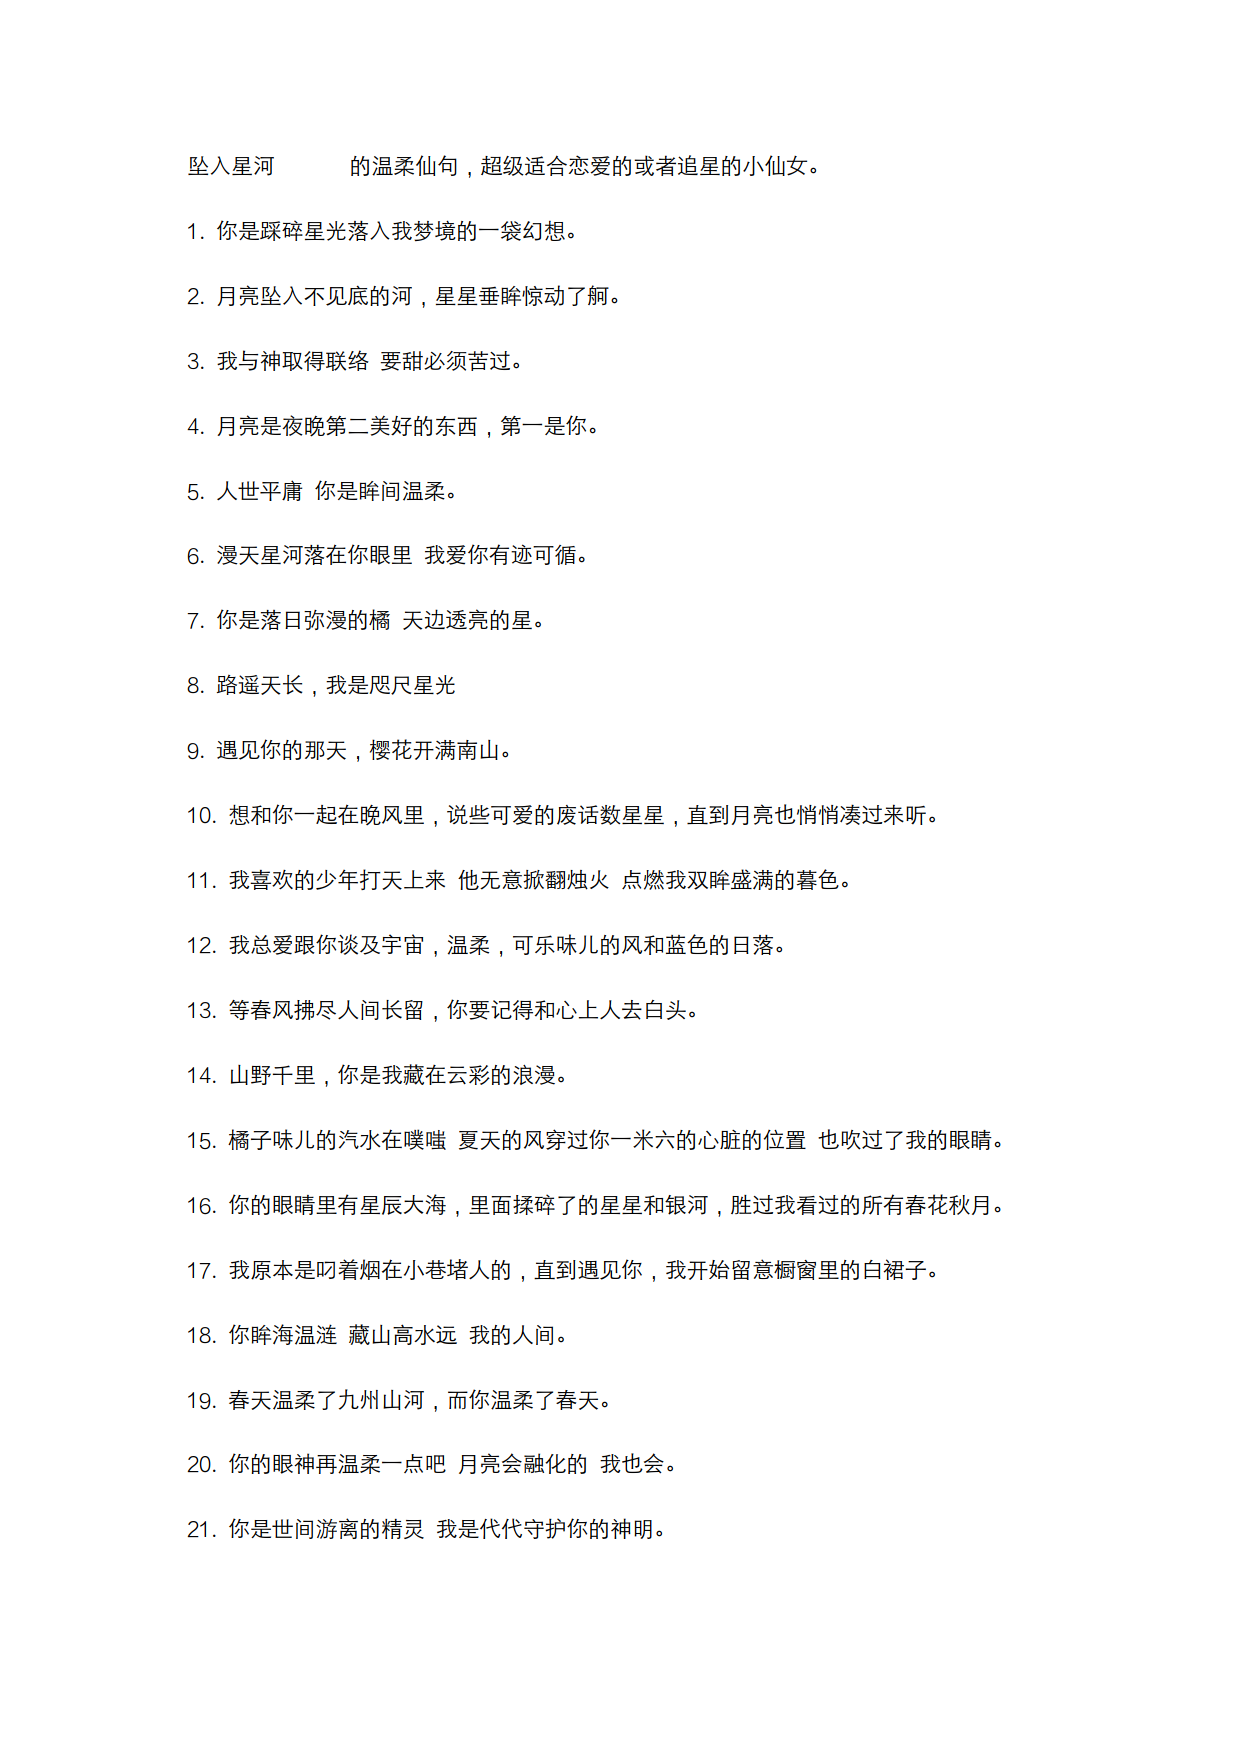 坠入星河 的温柔仙句，超级适合恋爱的或者追星的小仙女。
1. 你是踩碎星光落入我梦境的一袋幻想。
2. 月亮坠入不见底的河，星星垂眸惊动了舸。
3. 我与神取得联络 要甜必须苦过。
4. 月亮是夜晚第二美好的东西，第一是你。
5. 人世平庸 你是眸间温柔。
6. 漫天星河落在你眼里 我爱你有迹可循。
7. 你是落日弥漫的橘 天边透亮的星。
8. 路遥天长，我是咫尺星光
9. 遇见你的那天，樱花开满南山。
10. 想和你一起在晚风里，说些可爱的废话数星星，直到月亮也悄悄凑过来听。
11. 我喜欢的少年打天上来 他无意掀翻烛火 点燃我双眸盛满的暮色。
12. 我总爱跟你谈及宇宙，温柔，可乐味儿的风和蓝色的日落。
13. 等春风拂尽人间长留，你要记得和心上人去白头。
14. 山野千里，你是我藏在云彩的浪漫。
15. 橘子味儿的汽水在噗嗤 夏天的风穿过你一米六的心脏的位置 也吹过了我的眼睛。
16. 你的眼睛里有星辰大海，里面揉碎了的星星和银河，胜过我看过的所有春花秋月。
17. 我原本是叼着烟在小巷堵人的，直到遇见你，我开始留意橱窗里的白裙子。
18. 你眸海温涟 藏山高水远 我的人间。
19. 春天温柔了九州山河，而你温柔了春天。
20. 你的眼神再温柔一点吧 月亮会融化的 我也会。
21. 你是世间游离的精灵 我是代代守护你的神明。